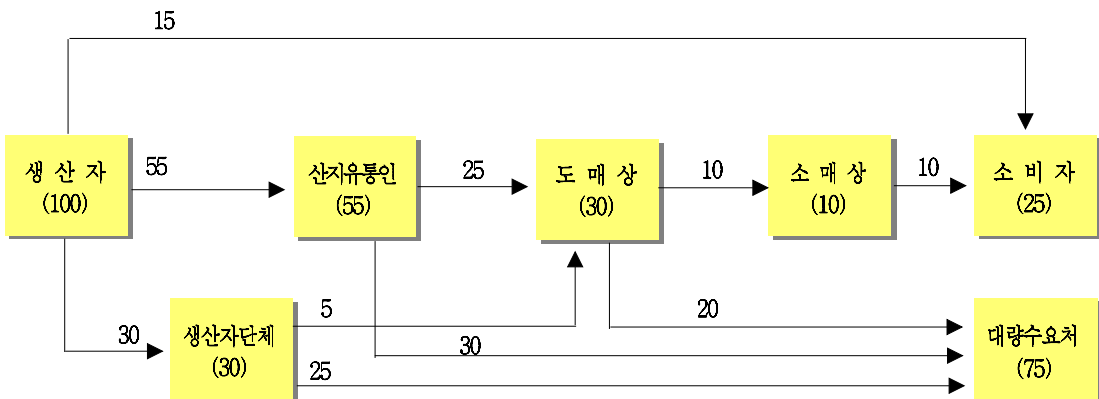 15
생 산 자
(100)
55
산지유통인
(55)
25
도 매 상
(30)
10
소 매 상
(10)
10
소 비 자
(25)
30
생산자단체
(30)
5
30
25
20
대량수요처
(75)